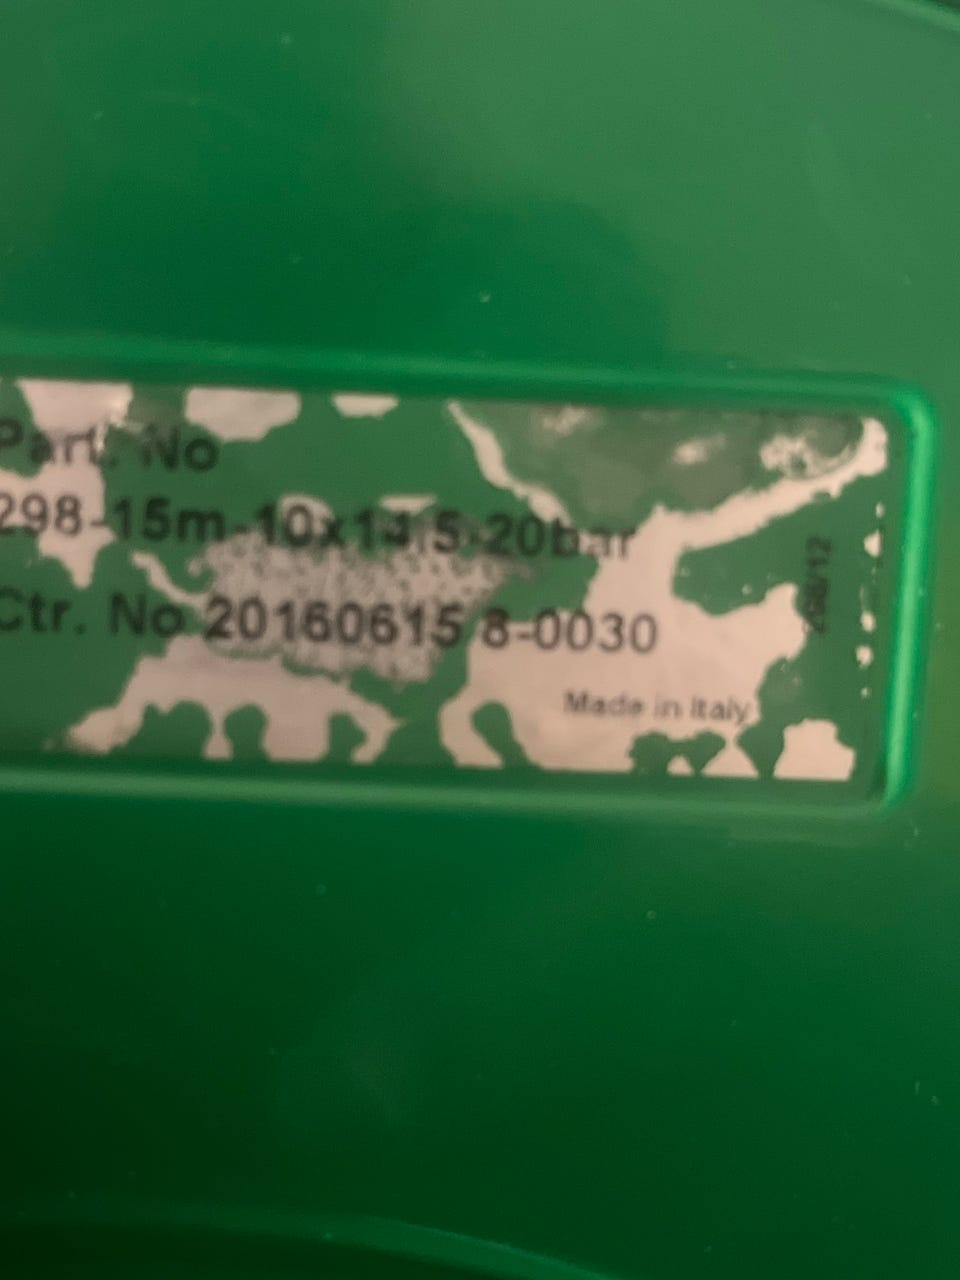 Part. No
298-15m-10x14,5-20bar
Ctr. No 20160615 8-0030
Made in Italy